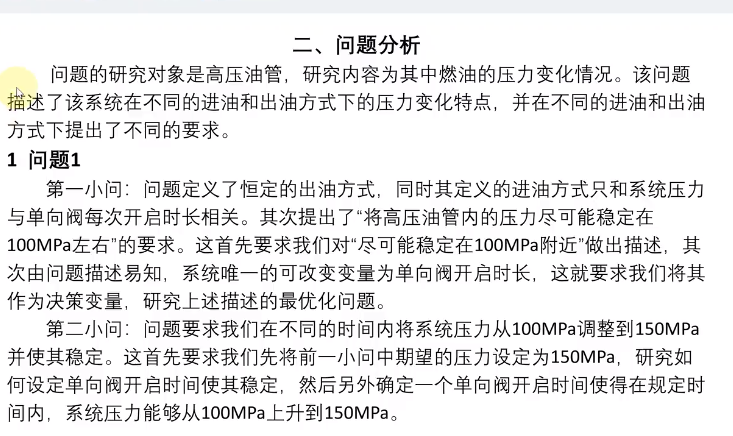 二、问题分析
问题的研究对象是高压油管，研究内容为其中燃油的压力变化情况。该问题
描述了该系统在不同的进油和出油方式下的压力变化特点，并在不同的进油和出油
方式下提出了不同的要求。
1 问题1
第一小问：问题定义了恒定的出油方式，同时其定义的进油方式只和系统压力
与单向阀每次开启时长相关。其次提出了“将高压油管内的压力尽可能稳定在
100MPa左右”的要求。这首先要求我们对“尽可能稳定在100MPa附近”做出描述，其
次由问题描述易知，系统唯一的可改变变量为单向阀开启时长，这就要求我们将其
作为决策变量，研究上述描述的最优化问题。
第二小问：问题要求我们在不同的时间内将系统压力从100MPa调整到150MPa
并使其稳定。这首先要求我们先将前一小问中期望的压力设定为150MPa，研究如
何设定单向阀开启时间使其稳定，然后另外确定一个单向阀开启时间使得在规定时
间内，系统压力能够从100MPa上升到150MPa。